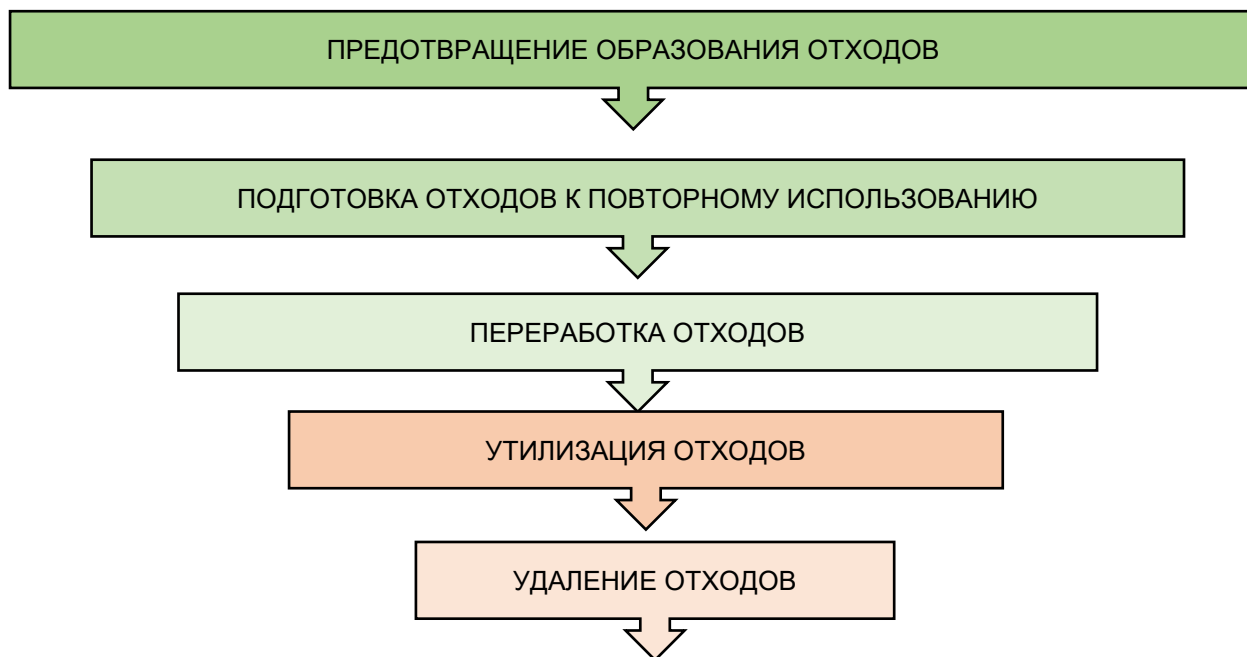 ПРЕДОТВРАЩЕНИЕ ОБРАЗОВАНИЯ ОТХОДОВ
ПОДГОТОВКА ОТХОДОВ К ПОВТОРНОМУ ИСПОЛЬЗОВАНИЮ
ПЕРЕРАБОТКА ОТХОДОВ
УТИЛИЗАЦИЯ ОТХОДОВ
УДАЛЕНИЕ ОТХОДОВ